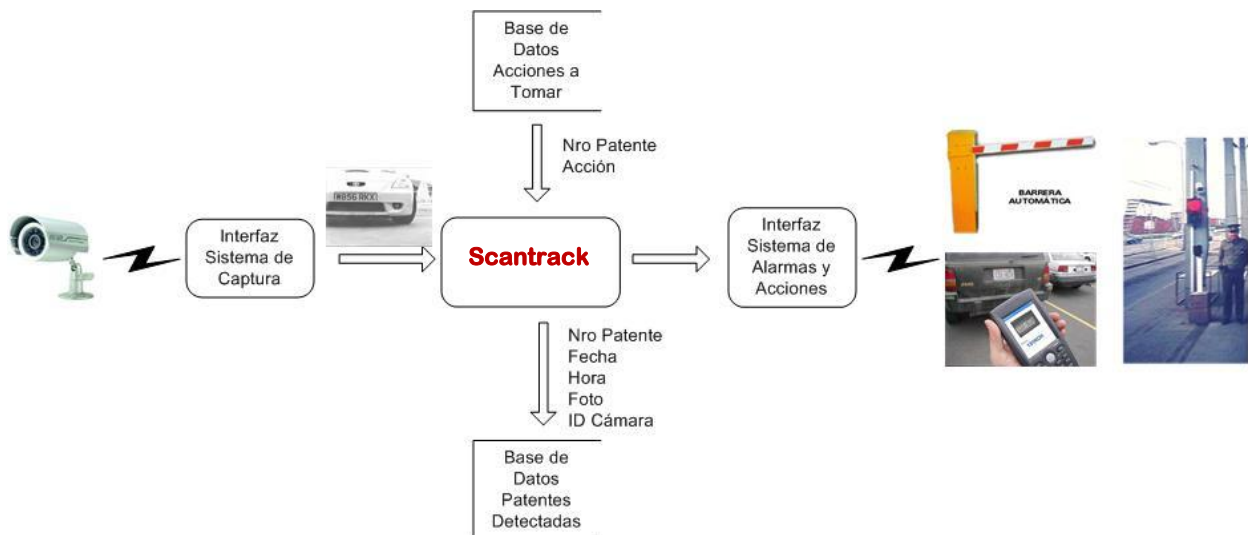 Base de
Datos
Acciones a
Tomar
Nro Patente
Acción
Interfaz
Sistema de
Captura
Scantrack
Interfaz
Sistema de
Alarmas y
Acciones
BARRERA
AUTOMÁTICA
Nro Patente
Fecha
Hora
Foto
ID Cámara
Base de
Datos
Patentes
Detectadas